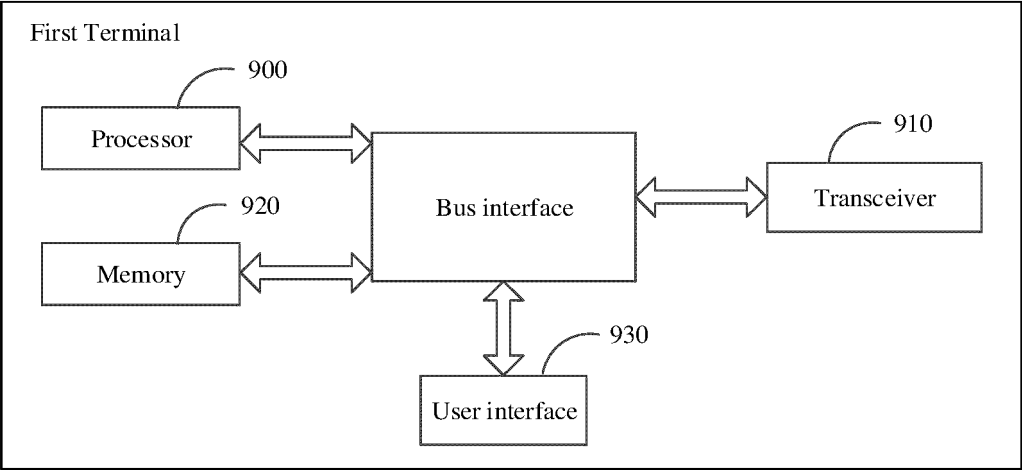 First Terminal
900
Processor
910
Transceiver
Bus interface
920
Memory
930
User interface